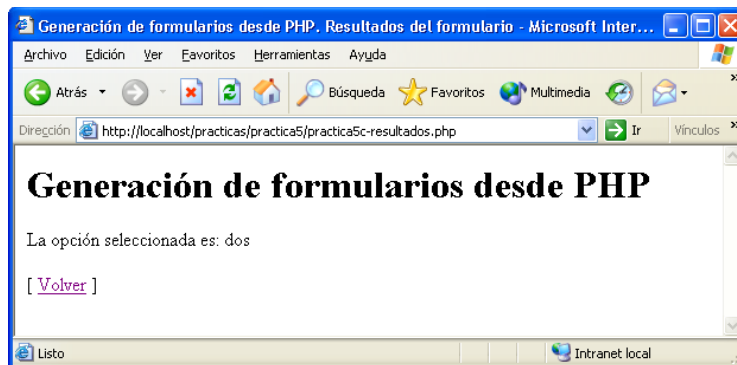 Generación de formularios desde PHP. Resultados del formulario - Microsoft Inter...
Archivo Edición Ver Favoritos Herramientas Ayuda
Atrás Búsqueda Favoritos Multimedia »
Dirección http://localhost/practicas/practica5/practica5c-resultados.php Ir Vínculos »
Generación de formularios desde PHP
La opción seleccionada es: dos
[ Volver ]
Listo Intranet local